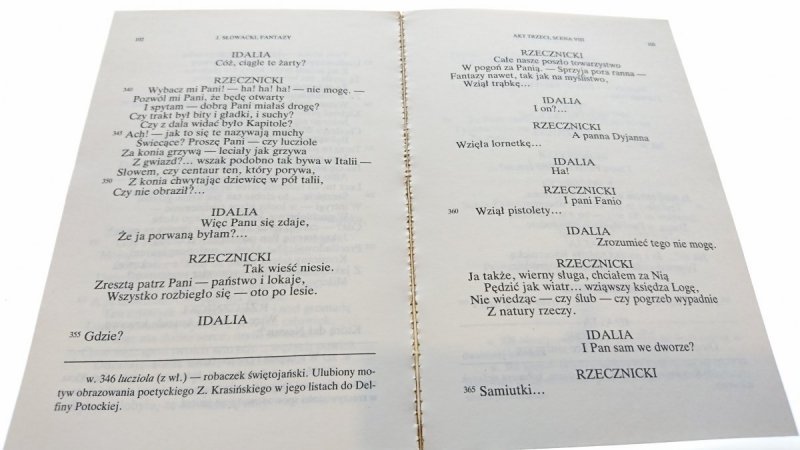 102 J. SŁOWACKI, FANTAZY
IDALIA
Cóż, ciągłe te żarty?
RZECZNICKI
340 Wybacz mi Pani! — ha! ha! ha! — nie mogę. —
Pozwól mi Pani, że będę otwarty
I spytam — dobrą Pani miałaś drogę?
Czy trakt był bity i gładki, i suchy?
Czy z dala widać było Kapitole?
345 Ach! — jak to się te nazywają muchy
Świecące? Proszę Pani — czy lucziole
Za konia grzywą — leciały jak grzywa
Z gwiazd?... wszak podobno tak bywa w Italii —
Słowem, czy centaur ten, który porywa,
350 Z konia chwytając dziewicę w pół talii,
Czy nie obraził?...
IDALIA
Więc Panu się zdaje,
Że ja porwaną byłam?...
RZECZNICKI
Tak wieść niesie.
Zresztą patrz Pani — państwo i lokaje,
Wszystko rozbiegło się — oto po lesie.
IDALIA
355 Gdzie?
w. 346 lucziola (z wł.) — robaczek świętojański. Ulubiony mo-
tyw obrazowania poetyckiego Z. Krasińskiego w jego listach do Del-
finy Potockiej.
AKT TRZECI, SCENA VIII 103
RZECZNICKI
Całe nasze poszło towarzystwo
W pogoń za Panią. — Sprzyja pora ranna —
Fantazy nawet, tak jak na myślistwo,
Wziął trąbkę...
IDALIA
I on?...
RZECZNICKI
A panna Dyjanna
Wzięła lornetkę...
IDALIA
Ha!
RZECZNICKI
I pani Fanio
360 Wziął pistolety...
IDALIA
Zrozumieć tego nie mogę.
RZECZNICKI
Ja także, wierny sługa, chciałem za Nią
Pędzić jak wiatr... wziąwszy księdza Logę,
Nie wiedząc — czy ślub — czy pogrzeb wypadnie
Z natury rzeczy.
IDALIA
I Pan sam we dworze?
RZECZNICKI
365 Samiutki...